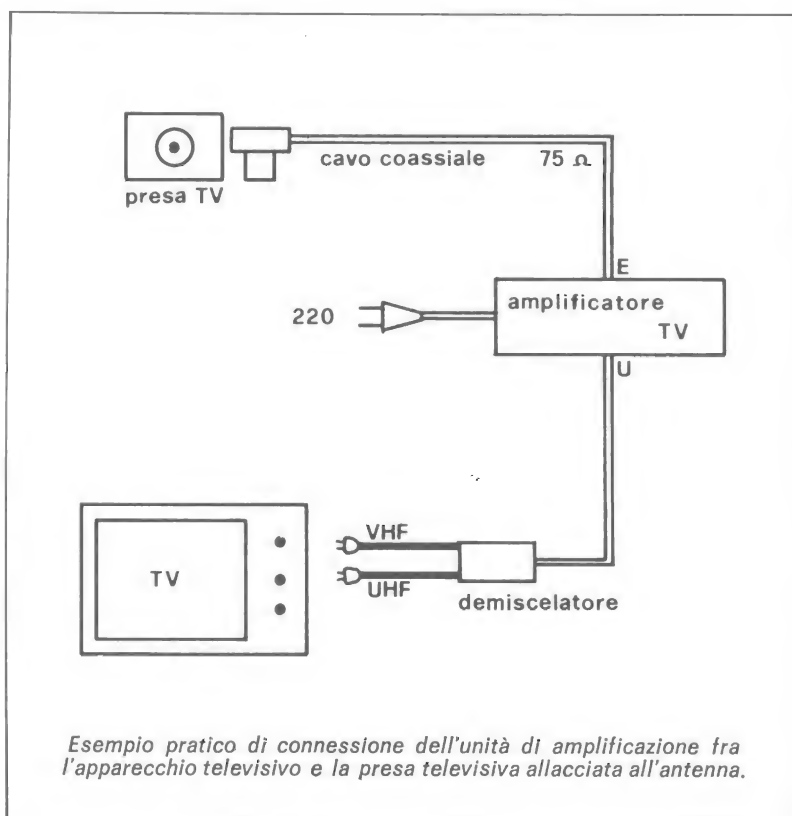 presa TV
cavo coassiale 75 Ω
E
amplificatore
TV
220
U
TV
VHF
UHF
demiscelatore
Esempio pratico di connessione dell'unità di amplificazione fra
l'apparecchio televisivo e la presa televisiva allacciata all'antenna.